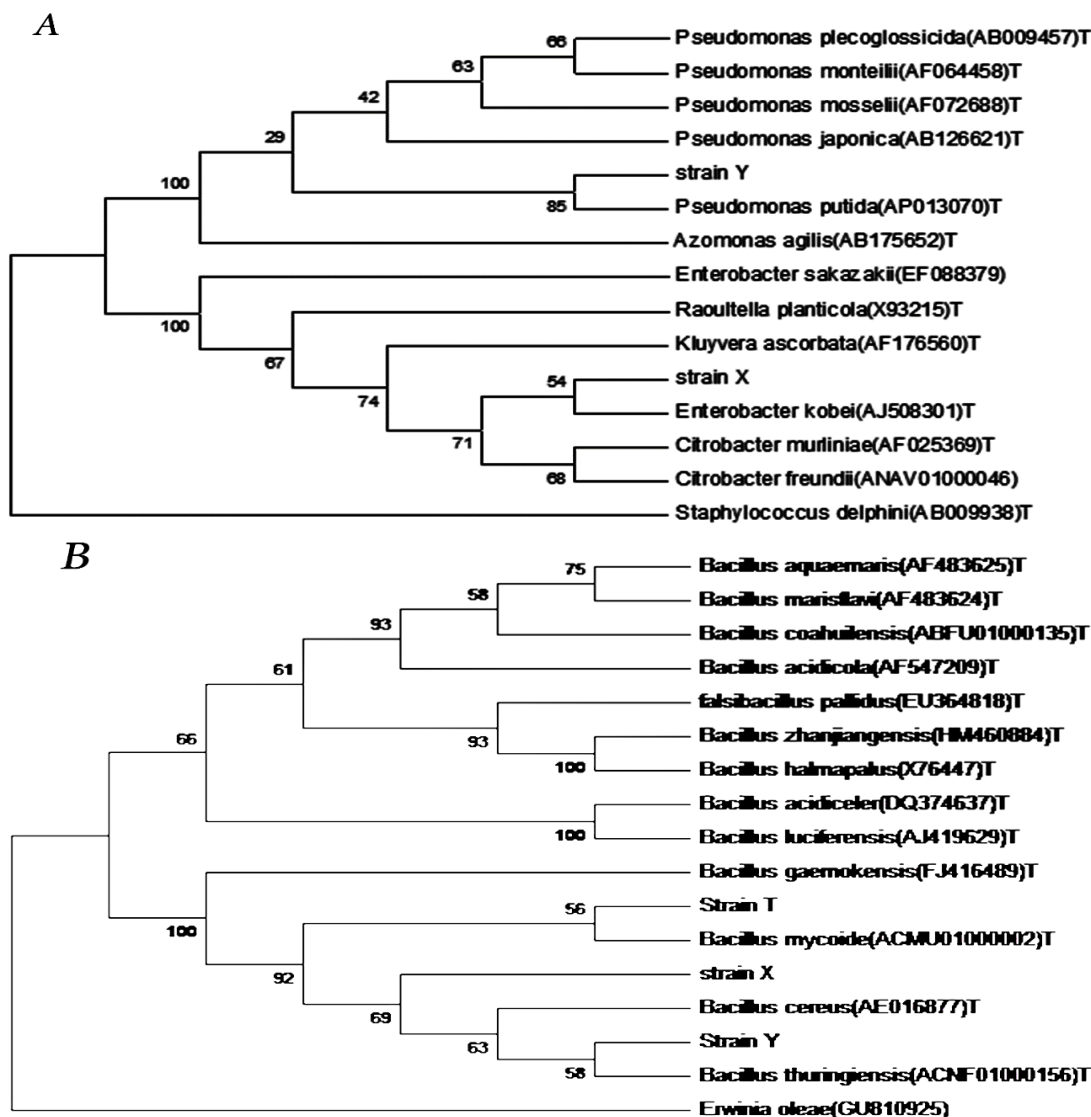 A
66
Pseudomonas plecoglossicida(AB009457)T
63
Pseudomonas monteilii(AF064458)T
42
Pseudomonas mosselii(AF072688)T
29
Pseudomonas japonica(AB126621)T
100
strain Y
85
Pseudomonas putida(AP013070)T
Azomonas agilis(AB175652)T
Enterobacter sakazakii(EF088379)
100
Raoultella planticola(X93215)T
67
Kluyvera ascorbata(AF176560)T
74
54
strain X
Enterobacter kobei(AJ508301)T
71
Citrobacter murliniae(AF025369)T
68
Citrobacter freundii(ANAV01000046)
Staphylococcus delphini(AB009938)T
B
75
Bacillus aquaemaris(AF483625)T
58
Bacillus marisflavi(AF483624)T
93
Bacillus coahuilensis(ABFU01000135)T
61
Bacillus acidicola(AF547209)T
falsibacillus pallidus(EU364818)T
93
Bacillus zhanjiangensis(HM460884)T
66
100
Bacillus halmapalus(X76447)T
Bacillus acidiceler(DQ374637)T
100
Bacillus luciferensis(AJ419629)T
Bacillus gaemokensis(FJ416489)T
100
56
Strain T
Bacillus mycoide(ACMU01000002)T
92
strain X
69
Bacillus cereus(AE016877)T
63
Strain Y
58
Bacillus thuringiensis(ACNF01000156)T
Erwinia oleae(GU810925)